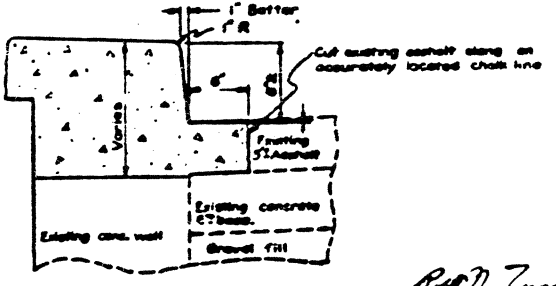 1" Batter
1" R
Cut existing asphalt along an
accurately located chalk line
6"
Varies
Existing
Asphalt
Existing concrete
base.
Existing conc. wall
Gravel fill